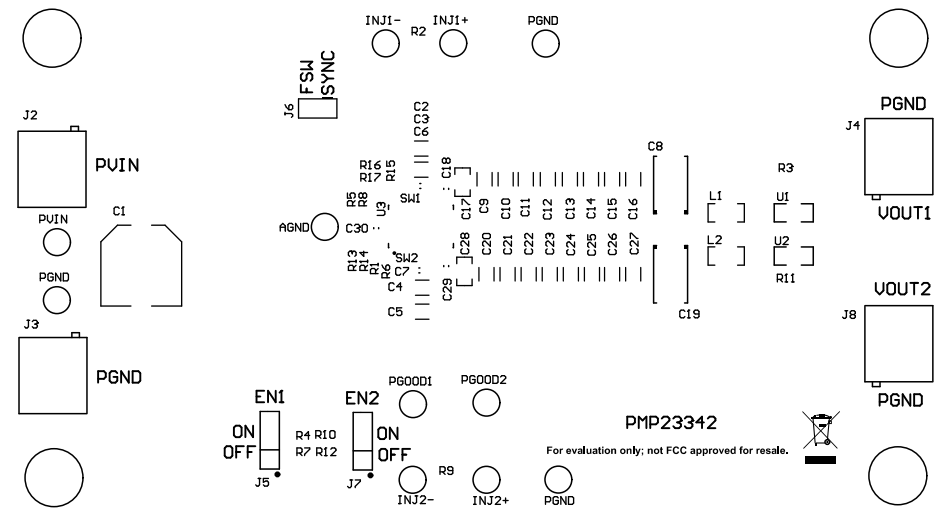 INJ1- R2 INJ1+ PGND
FSW
SYNC
J6
J2
PVIN
PVIN
C1
PGND
J3
PGND
C2
C3
C6
R16
R17
R15
C18
SW1
R5
R8
U3
AGND
C30
C17 C9 C10 C11 C12 C13 C14 C15 C16
C8
L1
R3
U1
PGND
J4
VOUT1
R13
R14
R1
R6
SW2
C7
C4
C5
C29
C28 C20 C21 C22 C23 C24 C25 C26 C27
C19
L2
U2
R11
VOUT2
J8
PGND
EN1
ON
OFF
J5
R4 R10
R7 R12
EN2
ON
OFF
J7
PGOOD1 PGOOD2
INJ2- R9 INJ2+ PGND
PMP23342
For evaluation only; not FCC approved for resale.